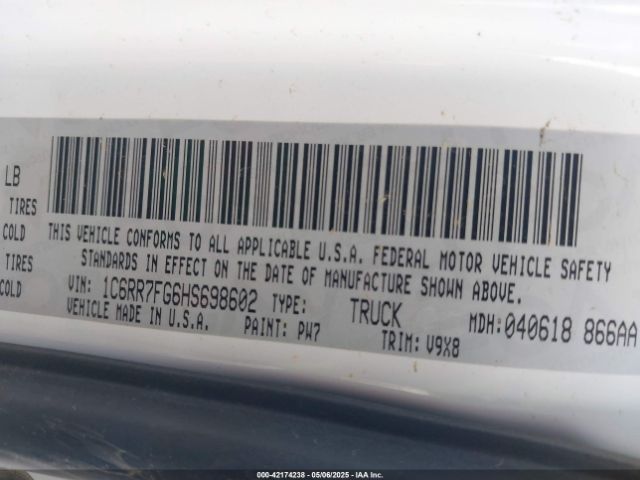 LB
TIRES
COLD
TIRES
COLD
THIS VEHICLE CONFORMS TO ALL APPLICABLE U.S.A. FEDERAL MOTOR VEHICLE SAFETY
STANDARDS IN EFFECT ON THE DATE OF MANUFACTURE SHOWN ABOVE.
VIN: 1C6RR7FG6HS698602 TYPE: TRUCK MDH: 040618 866AA
VEHICLE MADE IN U.S.A. PAINT: PW7 TRIM: V9X8
000-42174238 - 05/06/2025 - IAA Inc.